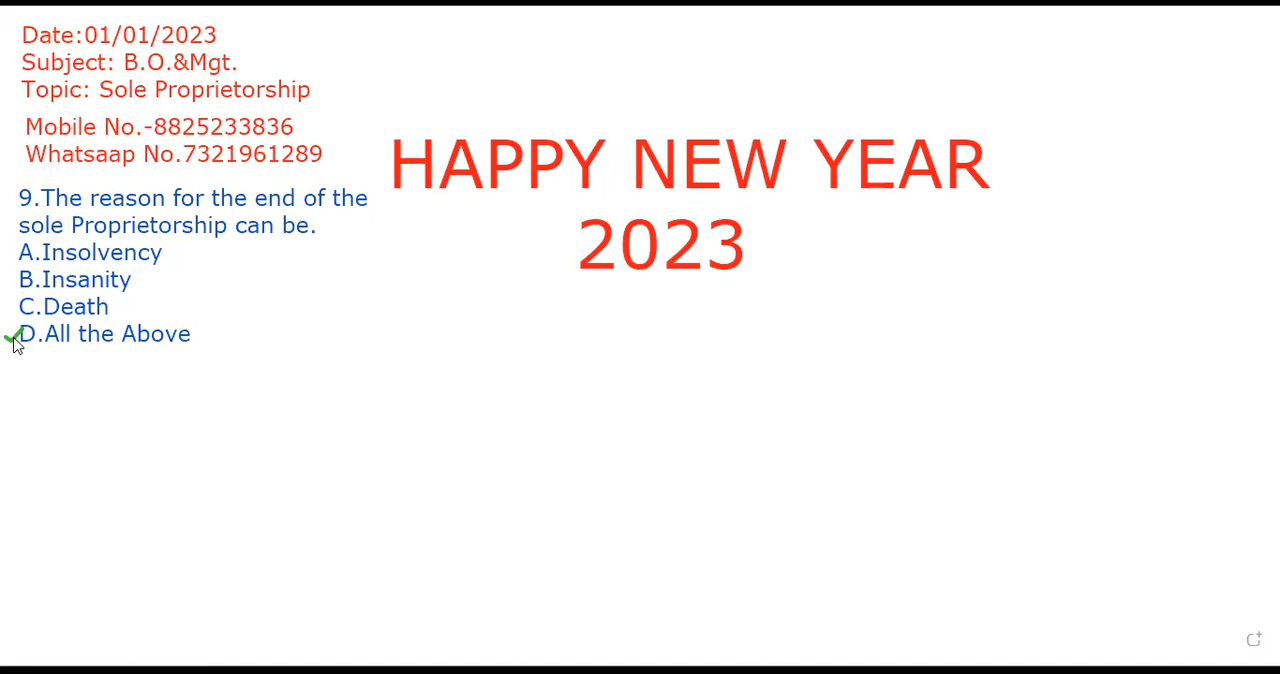 Date:01/01/2023
Subject: B.O.&Mgt.
Topic: Sole Proprietorship
Mobile No.-8825233836
Whatsaap No.7321961289
HAPPY NEW YEAR
2023
9.The reason for the end of the
sole Proprietorship can be.
A.Insolvency
B.Insanity
C.Death
D.All the Above